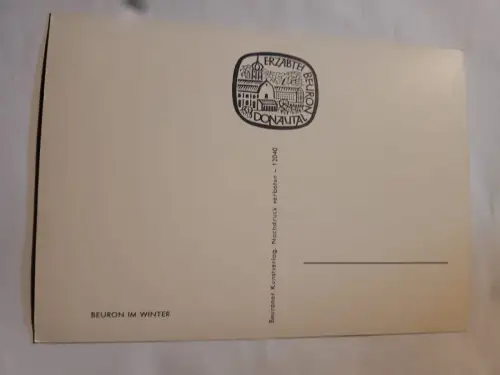 ERZABTEI BEURON
DONAUTAL
Beuroner Kunstverlag. Nachdruck verboten – 12040
BEURON IM WINTER